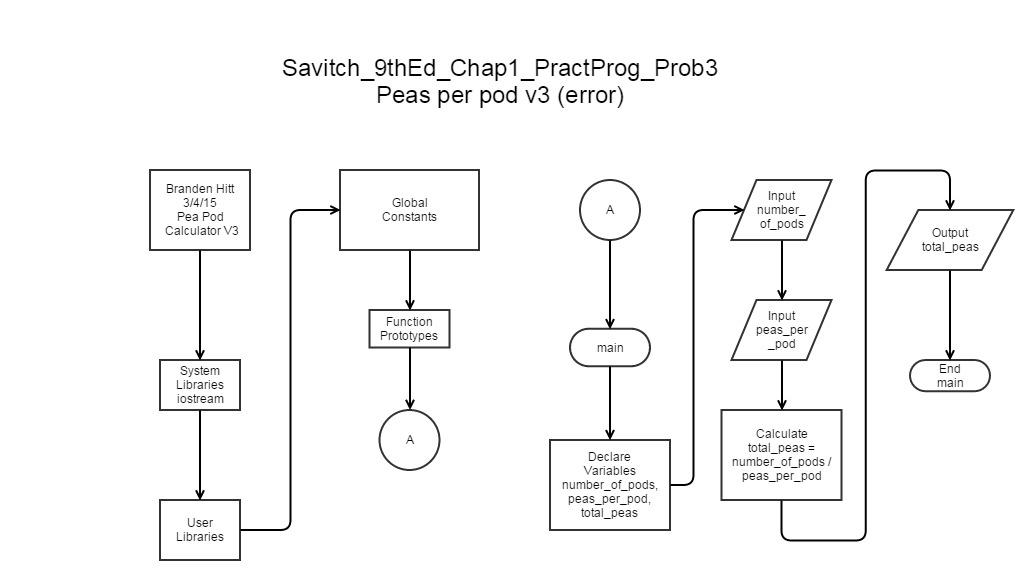 Savitch_9thEd_Chap1_PractProg_Prob3
Peas per pod v3 (error)
Branden Hitt
3/4/15
Pea Pod
Calculator V3
System
Libraries
iostream
User
Libraries
Global
Constants
Function
Prototypes
A
A
main
Declare
Variables
number_of_pods,
peas_per_pod,
total_peas
Input
number_
of_pods
Input
peas_per
_pod
Calculate
total_peas =
number_of_pods /
peas_per_pod
Output
total_peas
End
main